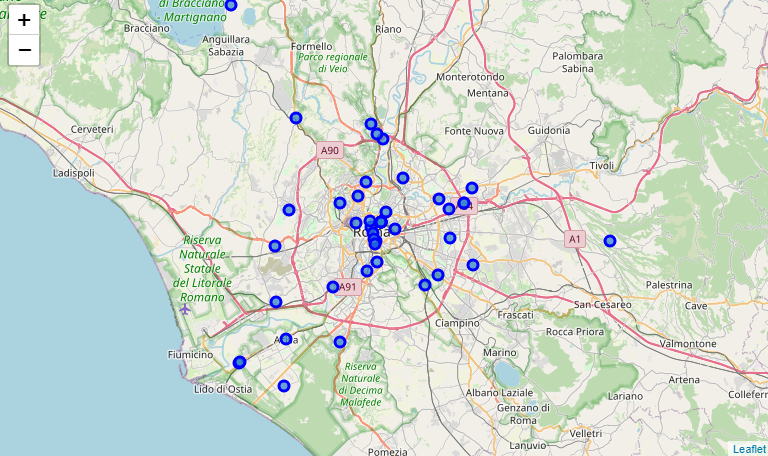 +
−
di Bracciano
Martignano
Bracciano
Anguillara
Sabazia
Formello
Riano
Parco regionale
di Veio
Palombara
Sabina
Monterotondo
Mentana
Cerveteri
Fonte Nuova
Guidonia
A90
Tivoli
Ladispoli
Riserva
Naturale
Statale
del Litorale
Romano
A1
Palestrina
A91
San Cesareo
Cave
Ciampino
Frascati
Rocca Priora
Valmontone
Fiumicino
Marino
Riserva
Naturale
di Decima
Malafede
Lido di Ostia
Albano Laziale
Artena
Lariano
Colleferr
Genzano di
Roma
Velletri
Lanuvio
Pomezia
Leaflet